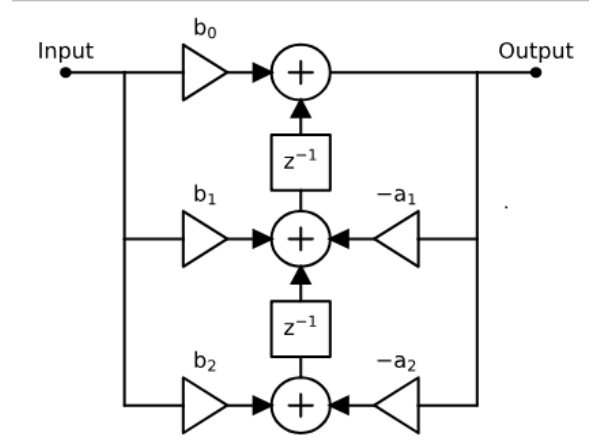 b₀
Input
Output
+
z⁻¹
b₁
−a₁
+
z⁻¹
b₂
−a₂
+